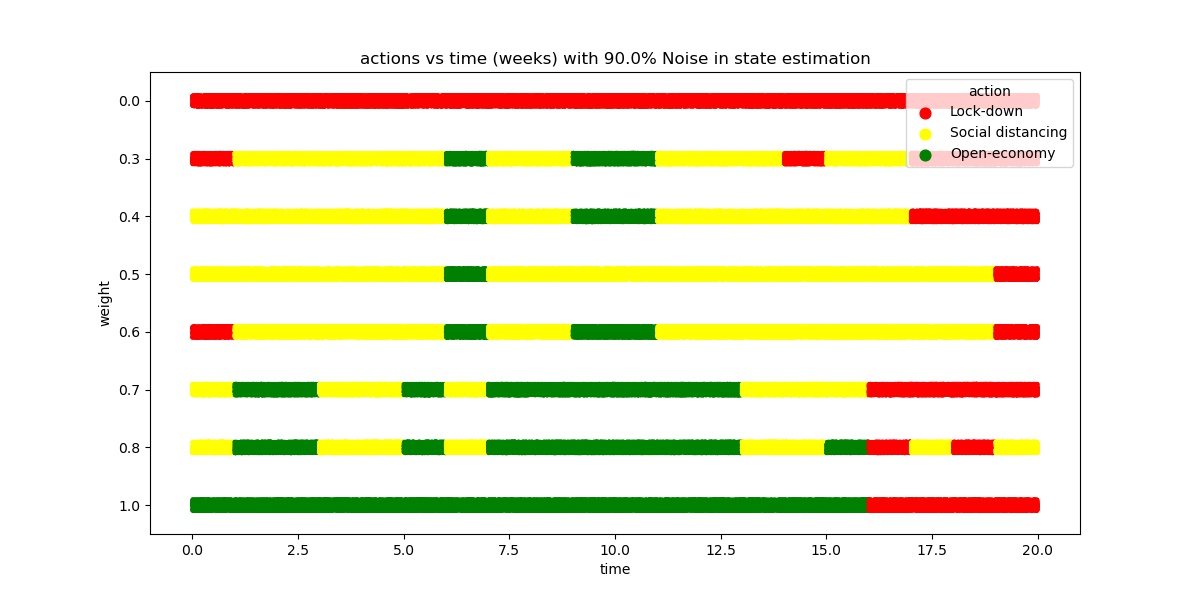 actions vs time (weeks) with 90.0% Noise in state estimation
action
Lock-down
Social distancing
Open-economy
weight
0.0
0.3
0.4
0.5
0.6
0.7
0.8
1.0
0.0 2.5 5.0 7.5 10.0 12.5 15.0 17.5 20.0
time